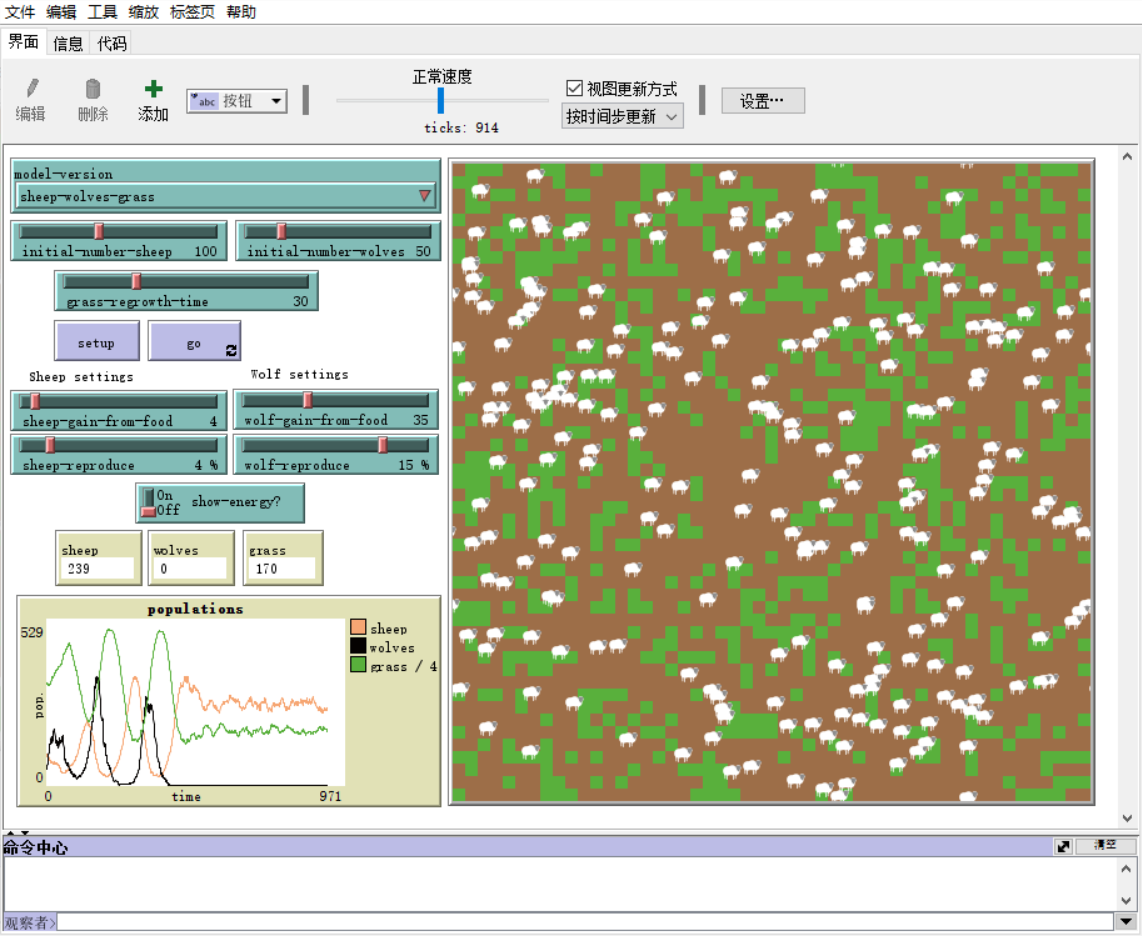 文件 编辑 工具 缩放 标签页 帮助
界面 信息 代码
编辑 删除 添加 abc 按钮
正常速度
ticks: 914
视图更新方式
按时间步更新
设置…
model-version
sheep-wolves-grass
initial-number-sheep 100
initial-number-wolves 50
grass-regrowth-time 30
setup
go
Sheep settings
Wolf settings
sheep-gain-from-food 4
wolf-gain-from-food 35
sheep-reproduce 4 %
wolf-reproduce 15 %
On
Off
show-energy?
sheep
239
wolves
0
grass
170
populations
529
pop.
0
0
time
971
sheep
wolves
grass / 4
命令中心
清空
观察者>